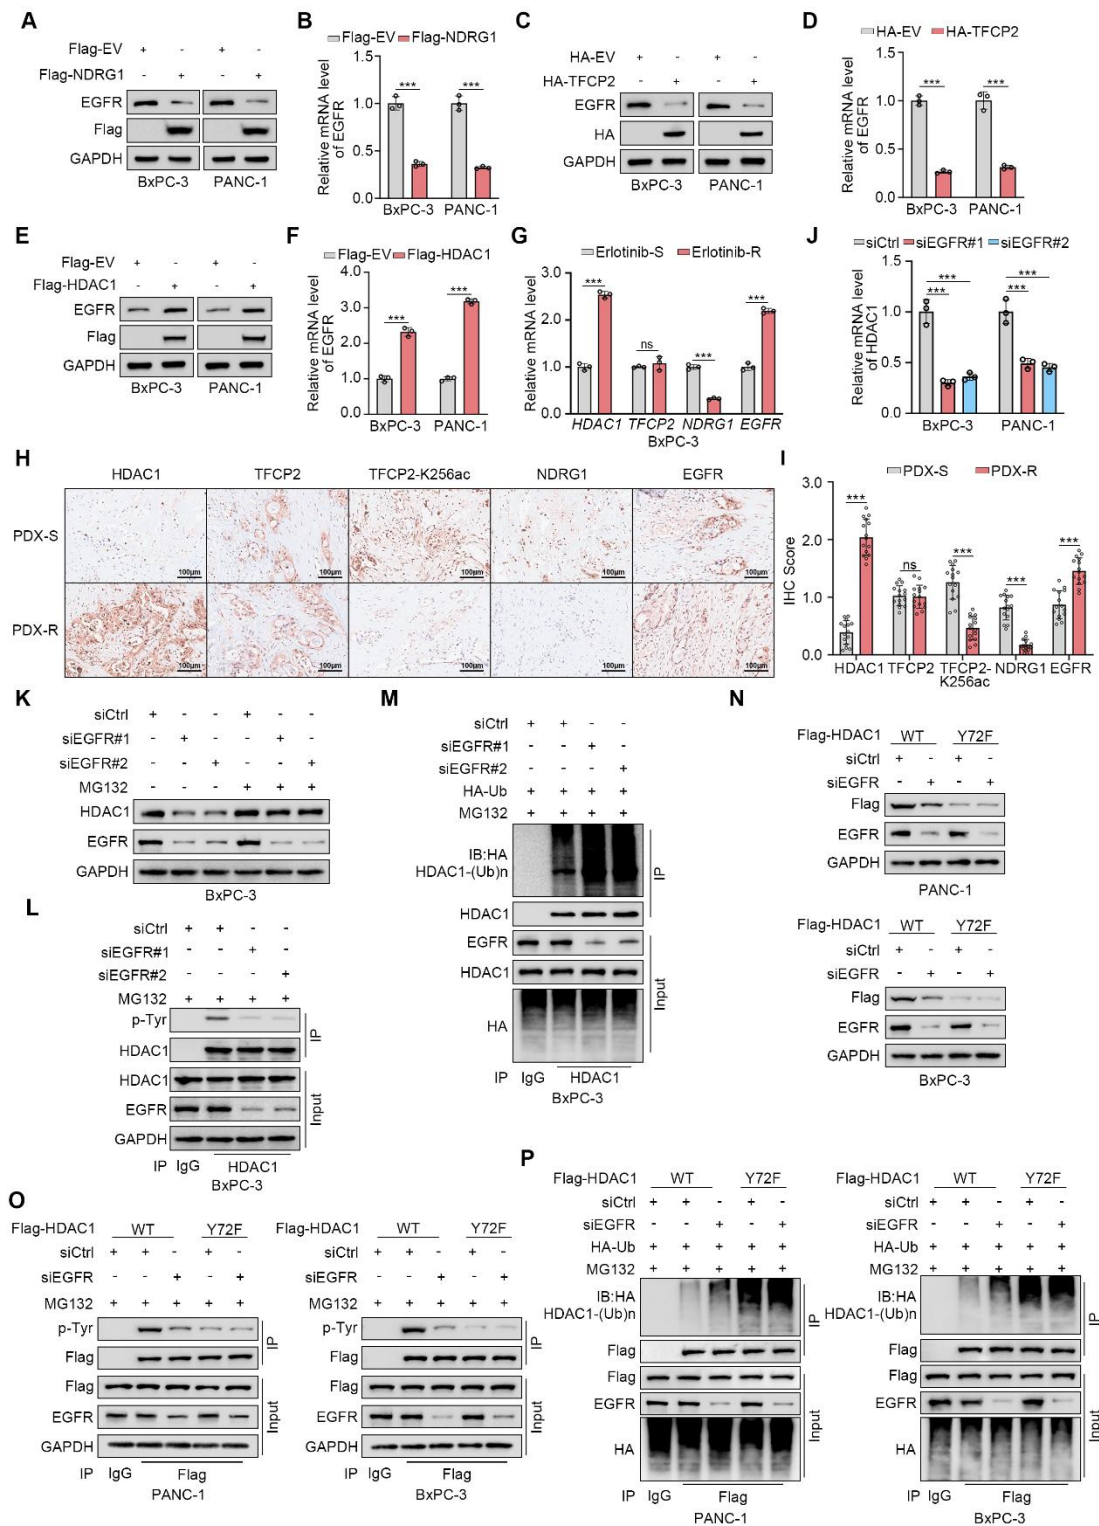 A
Flag-EV + - + -
Flag-NDRG1 - + - +
EGFR
Flag
GAPDH
BxPC-3 PANC-1
B
Flag-EV Flag-NDRG1
Relative mRNA level
of EGFR
1.5
1.0
0.5
0.0
*** ***
BxPC-3 PANC-1
C
HA-EV + - + -
HA-TFCP2 - + - +
EGFR
HA
GAPDH
BxPC-3 PANC-1
D
HA-EV HA-TFCP2
Relative mRNA level
of EGFR
1.5
1.0
0.5
0.0
*** ***
BxPC-3 PANC-1
E
Flag-EV + - + -
Flag-HDAC1 - + - +
EGFR
Flag
GAPDH
BxPC-3 PANC-1
F
Flag-EV Flag-HDAC1
Relative mRNA level
of EGFR
4.0
3.0
2.0
1.0
0.0
*** ***
BxPC-3 PANC-1
G
Erlotinib-S Erlotinib-R
Relative mRNA level
3.0
2.0
1.0
0.0
*** ns *** ***
HDAC1 TFCP2 NDRG1 EGFR
BxPC-3
J
siCtrl siEGFR#1 siEGFR#2
Relative mRNA level
of HDAC1
1.5
1.0
0.5
0.0
*** ***
*** ***
BxPC-3 PANC-1
H
HDAC1 TFCP2 TFCP2-K256ac NDRG1 EGFR
PDX-S
100μm 100μm 100μm 100μm 100μm
PDX-R
100μm 100μm 100μm 100μm 100μm
I
PDX-S PDX-R
IHC Score
3.0
2.0
1.0
0.0
*** ns *** *** ***
HDAC1 TFCP2 TFCP2-K256ac NDRG1 EGFR
K
siCtrl + - - + - -
siEGFR#1 - + - - + -
siEGFR#2 - - + - - +
MG132 - - - + + +
HDAC1
EGFR
GAPDH
BxPC-3
L
siCtrl + + - -
siEGFR#1 - - + -
siEGFR#2 - - - +
MG132 + + + +
p-Tyr
HDAC1
IP
HDAC1
EGFR
GAPDH
Input
IP IgG HDAC1
BxPC-3
M
siCtrl + + - -
siEGFR#1 - - + -
siEGFR#2 - - - +
HA-Ub + + + +
MG132 + + + +
IB:HA
HDAC1-(Ub)n
HDAC1
IP
EGFR
HDAC1
HA
Input
IP IgG HDAC1
BxPC-3
N
Flag-HDAC1 WT Y72F
siCtrl + - + -
siEGFR - + - +
Flag
EGFR
GAPDH
PANC-1
Flag-HDAC1 WT Y72F
siCtrl + - + -
siEGFR - + - +
Flag
EGFR
GAPDH
BxPC-3
O
Flag-HDAC1 WT Y72F
siCtrl + + - + -
siEGFR - - + - +
MG132 + + + + +
p-Tyr
Flag
IP
Flag
EGFR
GAPDH
Input
IP IgG Flag
PANC-1
Flag-HDAC1 WT Y72F
siCtrl + + - + -
siEGFR - - + - +
MG132 + + + + +
p-Tyr
Flag
IP
Flag
EGFR
GAPDH
Input
IP IgG Flag
BxPC-3
P
Flag-HDAC1 WT Y72F
siCtrl + + - + +
siEGFR - - + - +
HA-Ub + + + + +
MG132 + + + + +
IB:HA
HDAC1-(Ub)n
Flag
IP
Flag
EGFR
HA
Input
IP IgG Flag
PANC-1
Flag-HDAC1 WT Y72F
siCtrl + + - + -
siEGFR - - + - +
HA-Ub + + + + +
MG132 + + + + +
IB:HA
HDAC1-(Ub)n
Flag
IP
Flag
EGFR
HA
Input
IP IgG Flag
BxPC-3